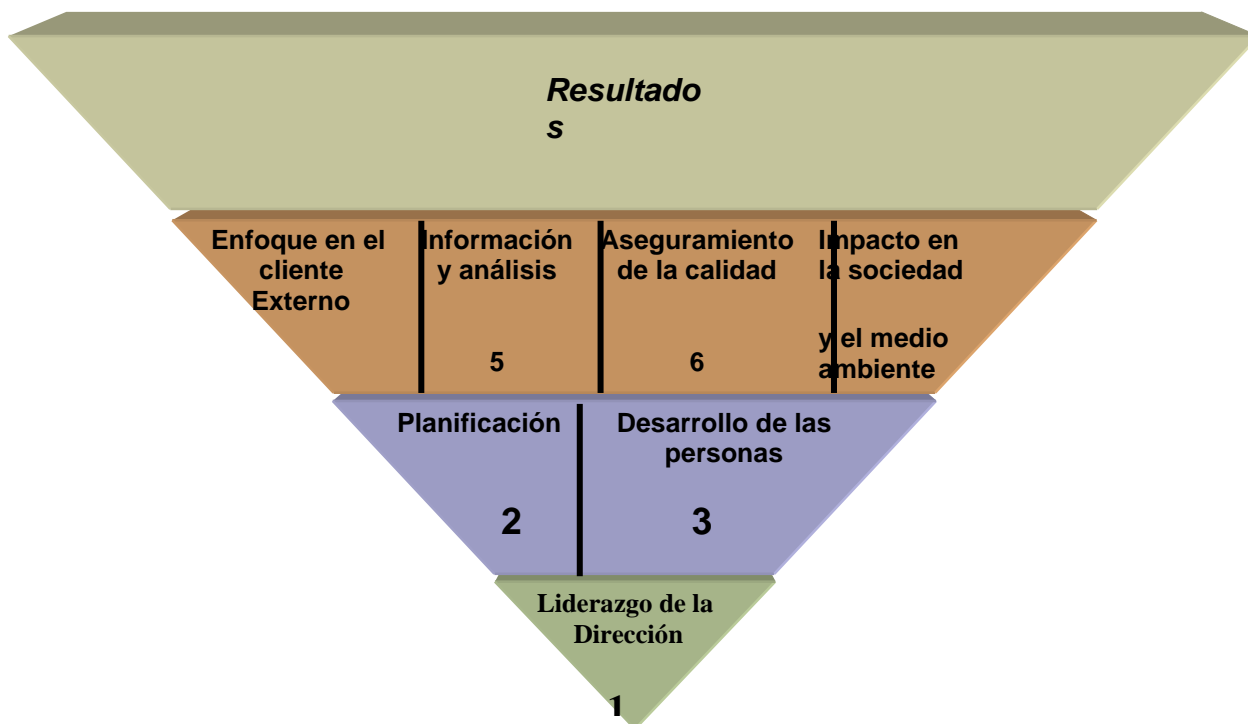 Resultado
s
Enfoque en el
cliente
Externo
Información
y análisis
5
Aseguramiento
de la calidad
6
Impacto en
la sociedad
y el medio
ambiente
Planificación
2
Desarrollo de las
personas
3
Liderazgo de la
Dirección
1